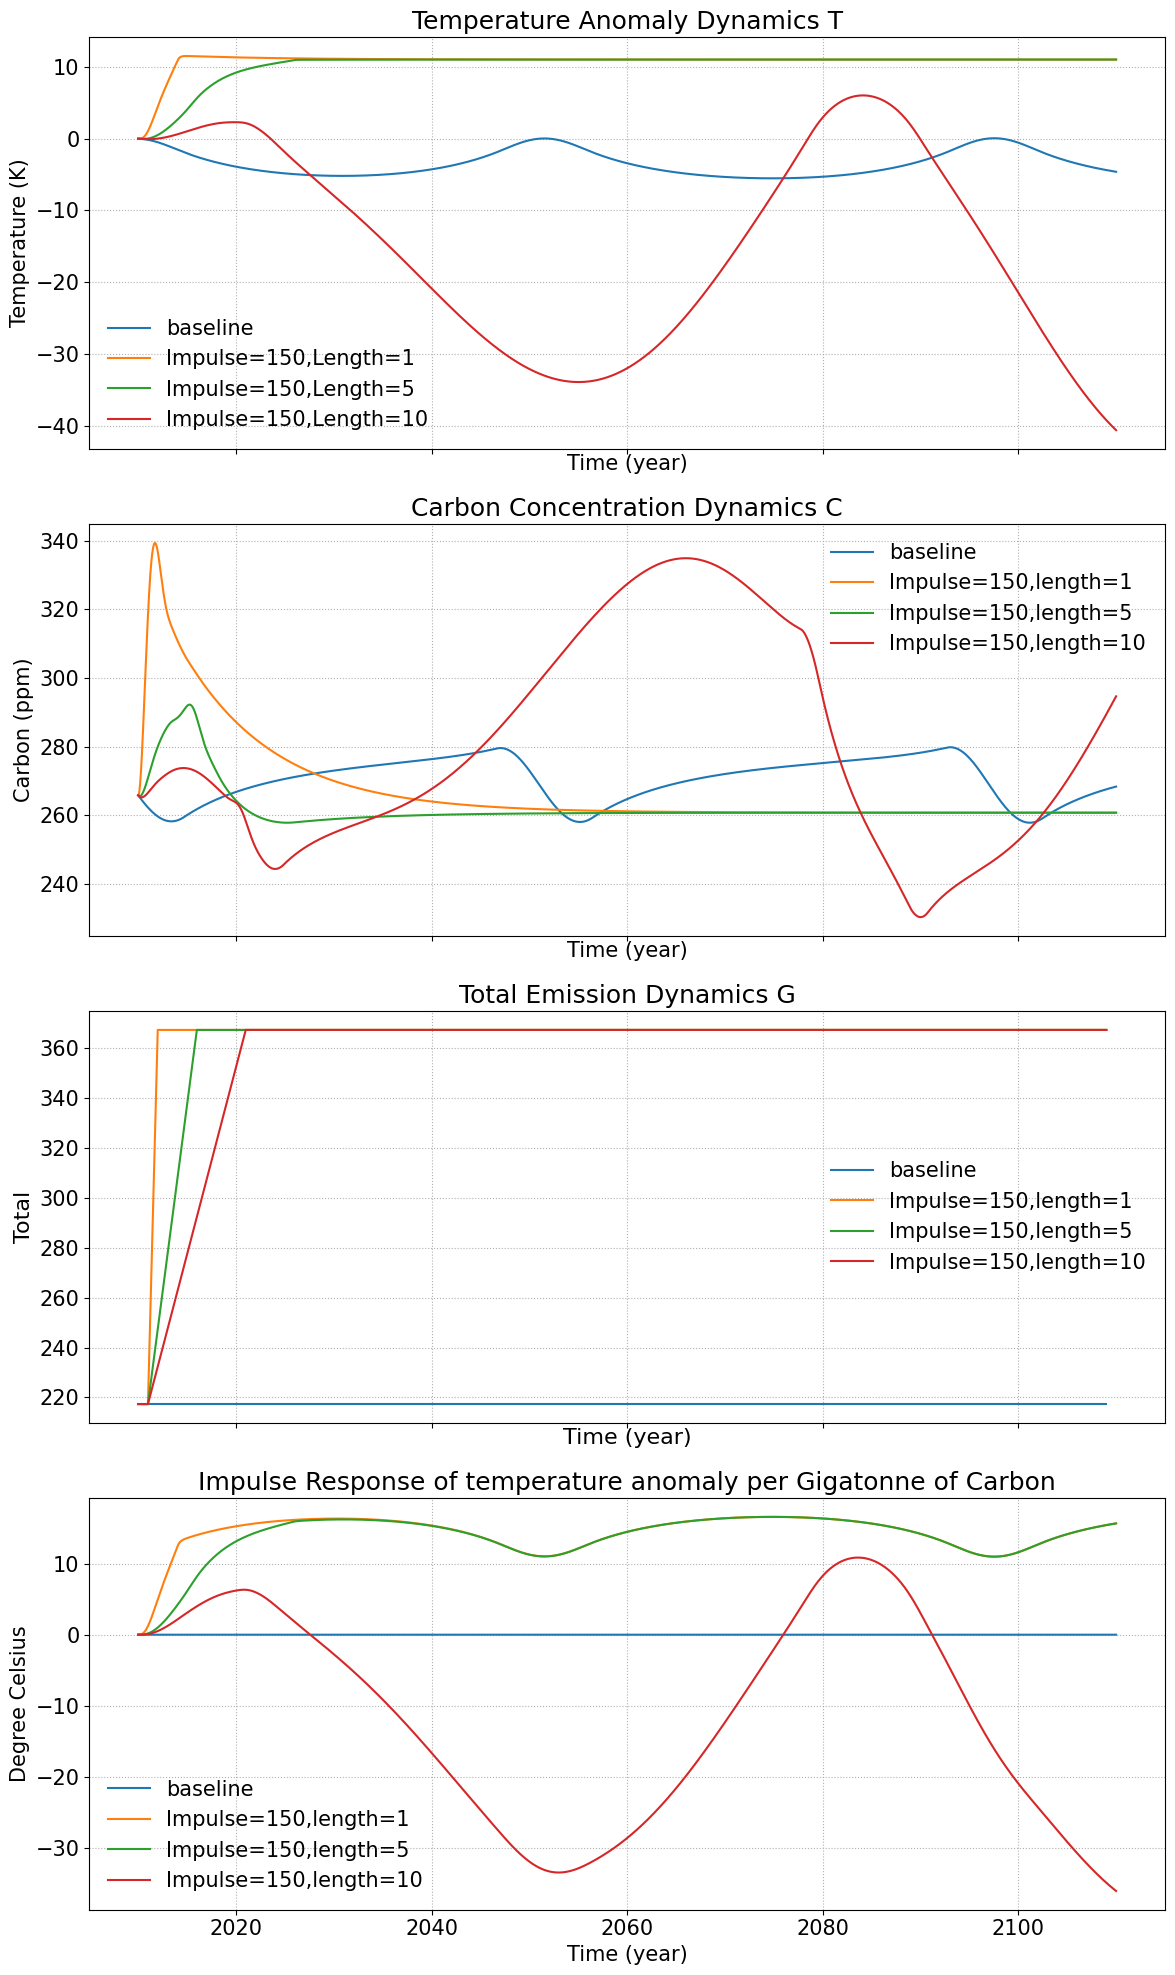 Temperature Anomaly Dynamics T
Temperature (K)
10
0
−10
−20
−30
−40
baseline
Impulse=150,Length=1
Impulse=150,Length=5
Impulse=150,Length=10
Time (year)
Carbon Concentration Dynamics C
Carbon (ppm)
340
320
300
280
260
240
baseline
Impulse=150,length=1
Impulse=150,length=5
Impulse=150,length=10
Time (year)
Total Emission Dynamics G
Total
360
340
320
300
280
260
240
220
baseline
Impulse=150,length=1
Impulse=150,length=5
Impulse=150,length=10
Time (year)
Impulse Response of temperature anomaly per Gigatonne of Carbon
Degree Celsius
10
0
−10
−20
−30
baseline
Impulse=150,length=1
Impulse=150,length=5
Impulse=150,length=10
2020 2040 2060 2080 2100
Time (year)